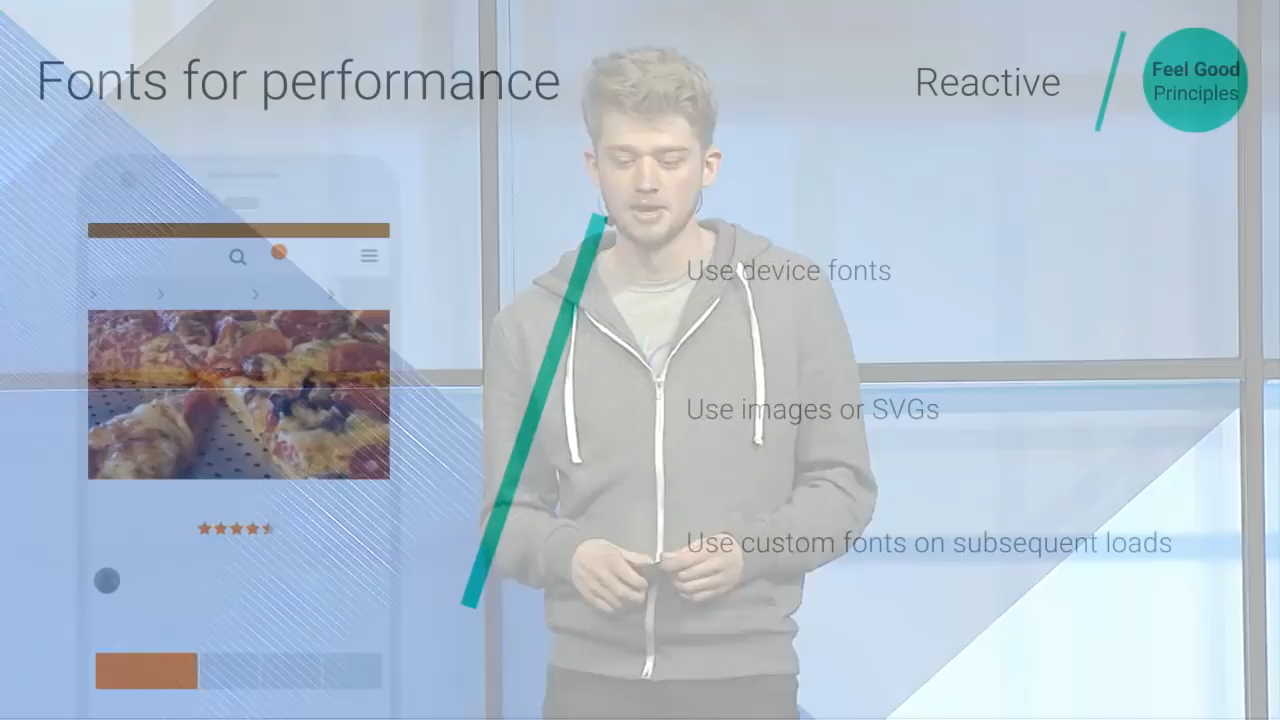 Fonts for performance
Reactive
Feel Good
Principles
Use device fonts
Use images or SVGs
Use custom fonts on subsequent loads